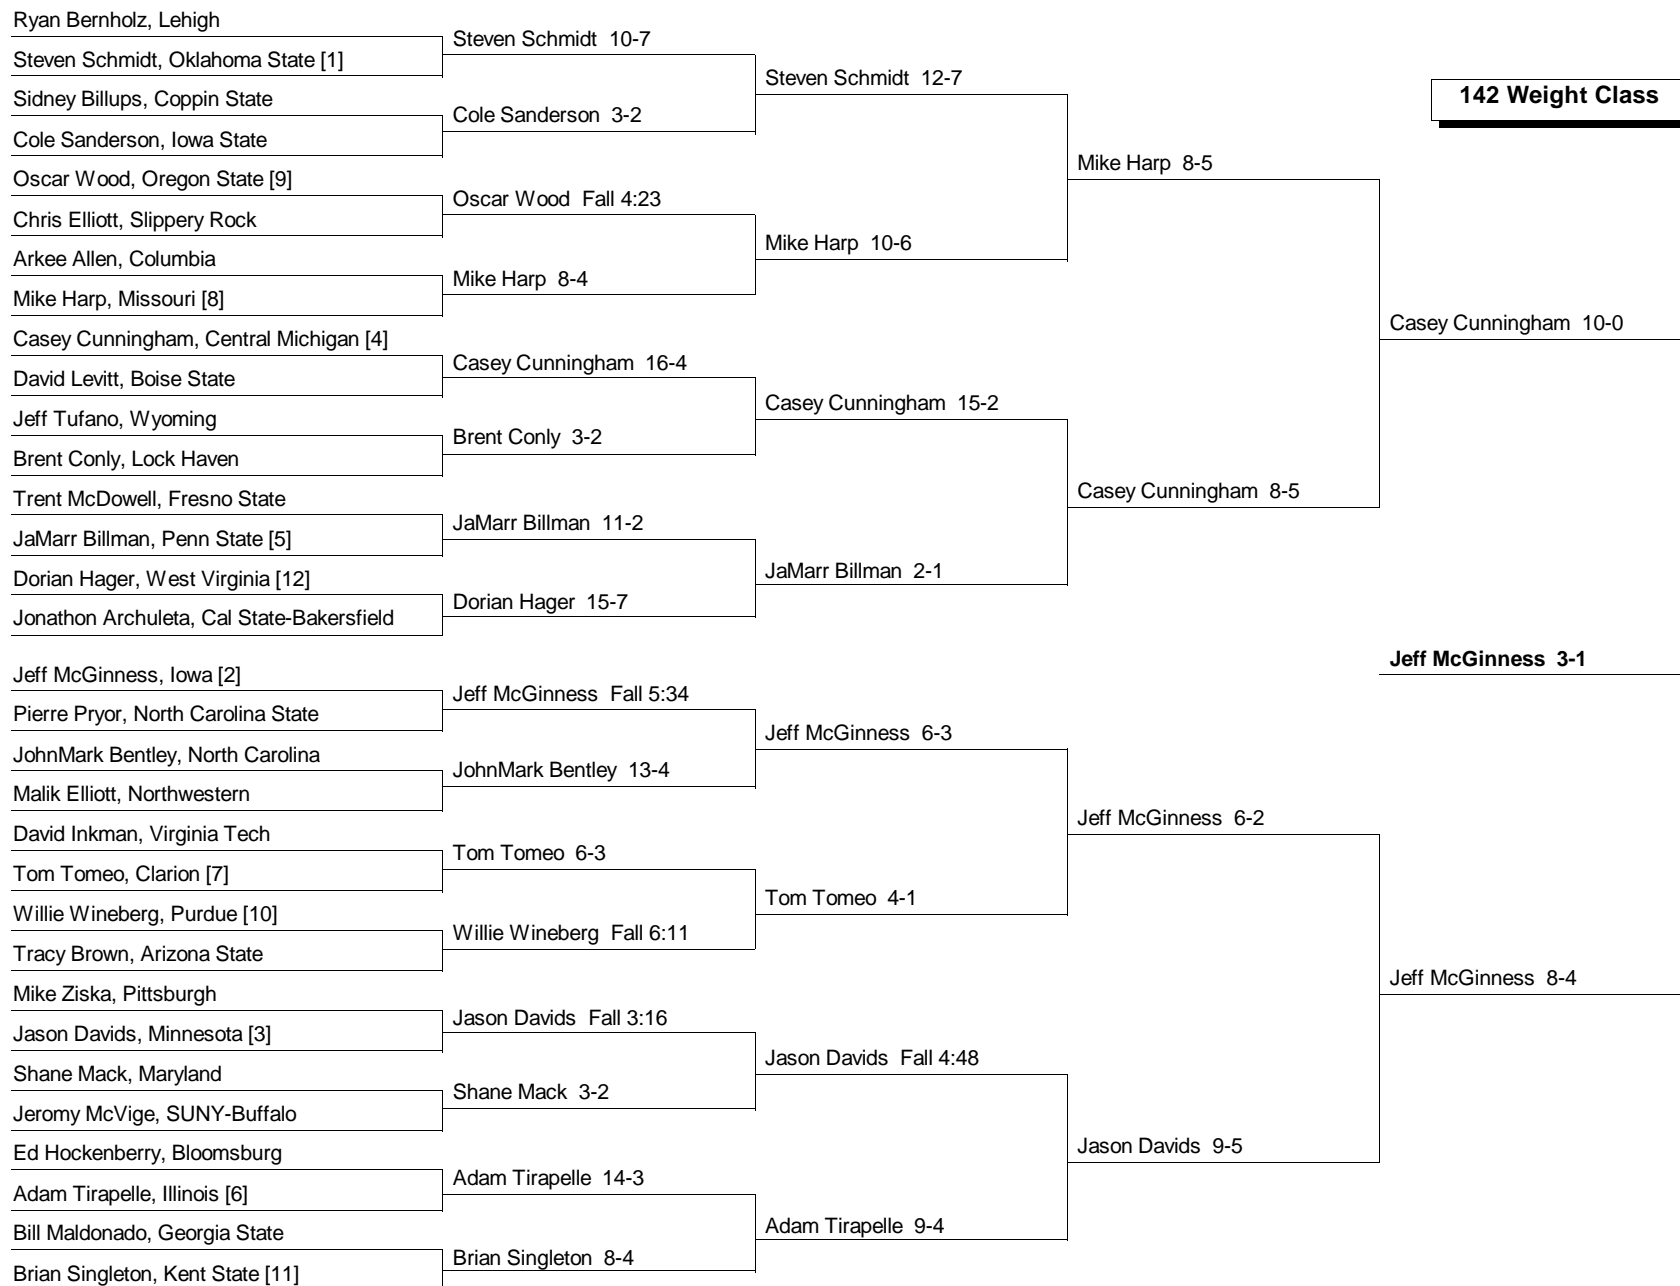 Ryan Bernholz, Lehigh
Steven Schmidt, Oklahoma State [1]
Sidney Billups, Coppin State
Cole Sanderson, Iowa State
Oscar Wood, Oregon State [9]
Chris Elliott, Slippery Rock
Arkee Allen, Columbia
Mike Harp, Missouri [8]
Casey Cunningham, Central Michigan [4]
David Levitt, Boise State
Jeff Tufano, Wyoming
Brent Conly, Lock Haven
Trent McDowell, Fresno State
JaMarr Billman, Penn State [5]
Dorian Hager, West Virginia [12]
Jonathon Archuleta, Cal State-Bakersfield
Jeff McGinness, Iowa [2]
Pierre Pryor, North Carolina State
JohnMark Bentley, North Carolina
Malik Elliott, Northwestern
David Inkman, Virginia Tech
Tom Tomeo, Clarion [7]
Willie Wineberg, Purdue [10]
Tracy Brown, Arizona State
Mike Ziska, Pittsburgh
Jason Davids, Minnesota [3]
Shane Mack, Maryland
Jeromy McVige, SUNY-Buffalo
Ed Hockenberry, Bloomsburg
Adam Tirapelle, Illinois [6]
Bill Maldonado, Georgia State
Brian Singleton, Kent State [11]
Steven Schmidt 10-7
Cole Sanderson 3-2
Oscar Wood Fall 4:23
Mike Harp 8-4
Casey Cunningham 16-4
Brent Conly 3-2
JaMarr Billman 11-2
Dorian Hager 15-7
Jeff McGinness Fall 5:34
JohnMark Bentley 13-4
Tom Tomeo 6-3
Willie Wineberg Fall 6:11
Jason Davids Fall 3:16
Shane Mack 3-2
Adam Tirapelle 14-3
Brian Singleton 8-4
Steven Schmidt 12-7
Mike Harp 10-6
Casey Cunningham 15-2
JaMarr Billman 2-1
Jeff McGinness 6-3
Tom Tomeo 4-1
Jason Davids Fall 4:48
Adam Tirapelle 9-4
Mike Harp 8-5
Casey Cunningham 8-5
Jeff McGinness 6-2
Jason Davids 9-5
142 Weight Class
Casey Cunningham 10-0
Jeff McGinness 3-1
Jeff McGinness 8-4